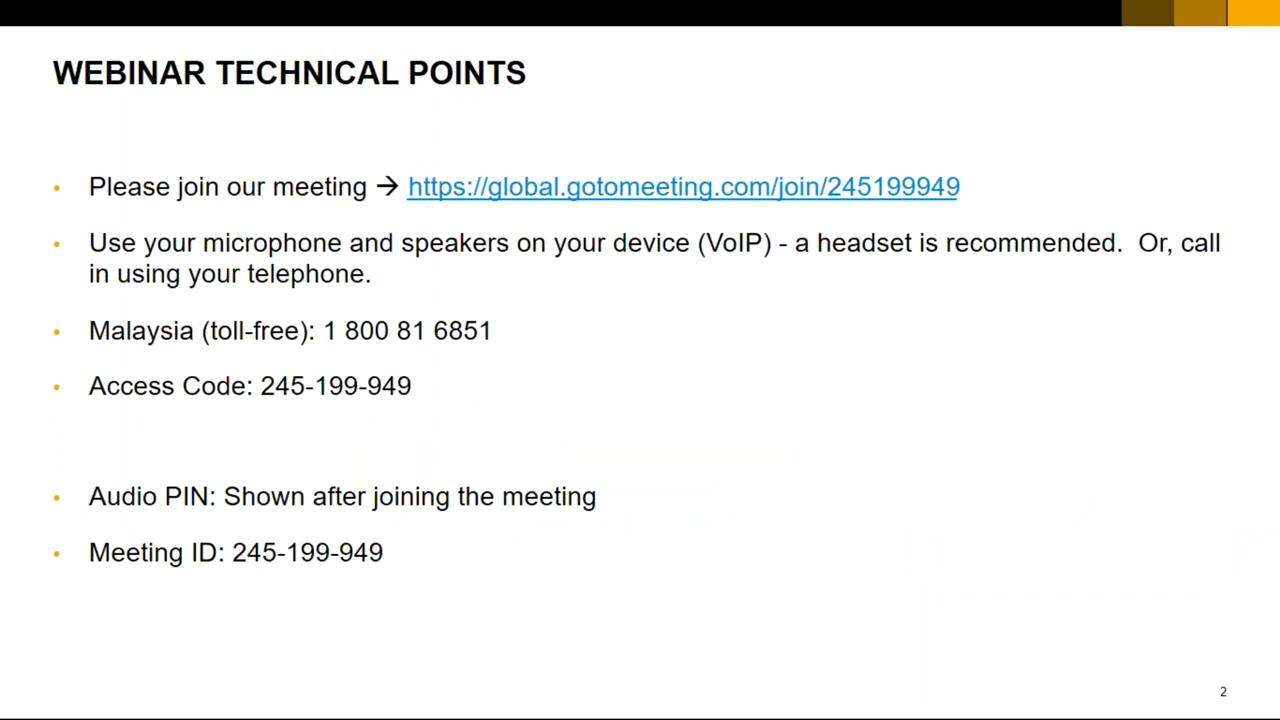 WEBINAR TECHNICAL POINTS
• Please join our meeting → https://global.gotomeeting.com/join/245199949
• Use your microphone and speakers on your device (VoIP) - a headset is recommended.  Or, call
in using your telephone.
• Malaysia (toll-free): 1 800 81 6851
• Access Code: 245-199-949
• Audio PIN: Shown after joining the meeting
• Meeting ID: 245-199-949
2